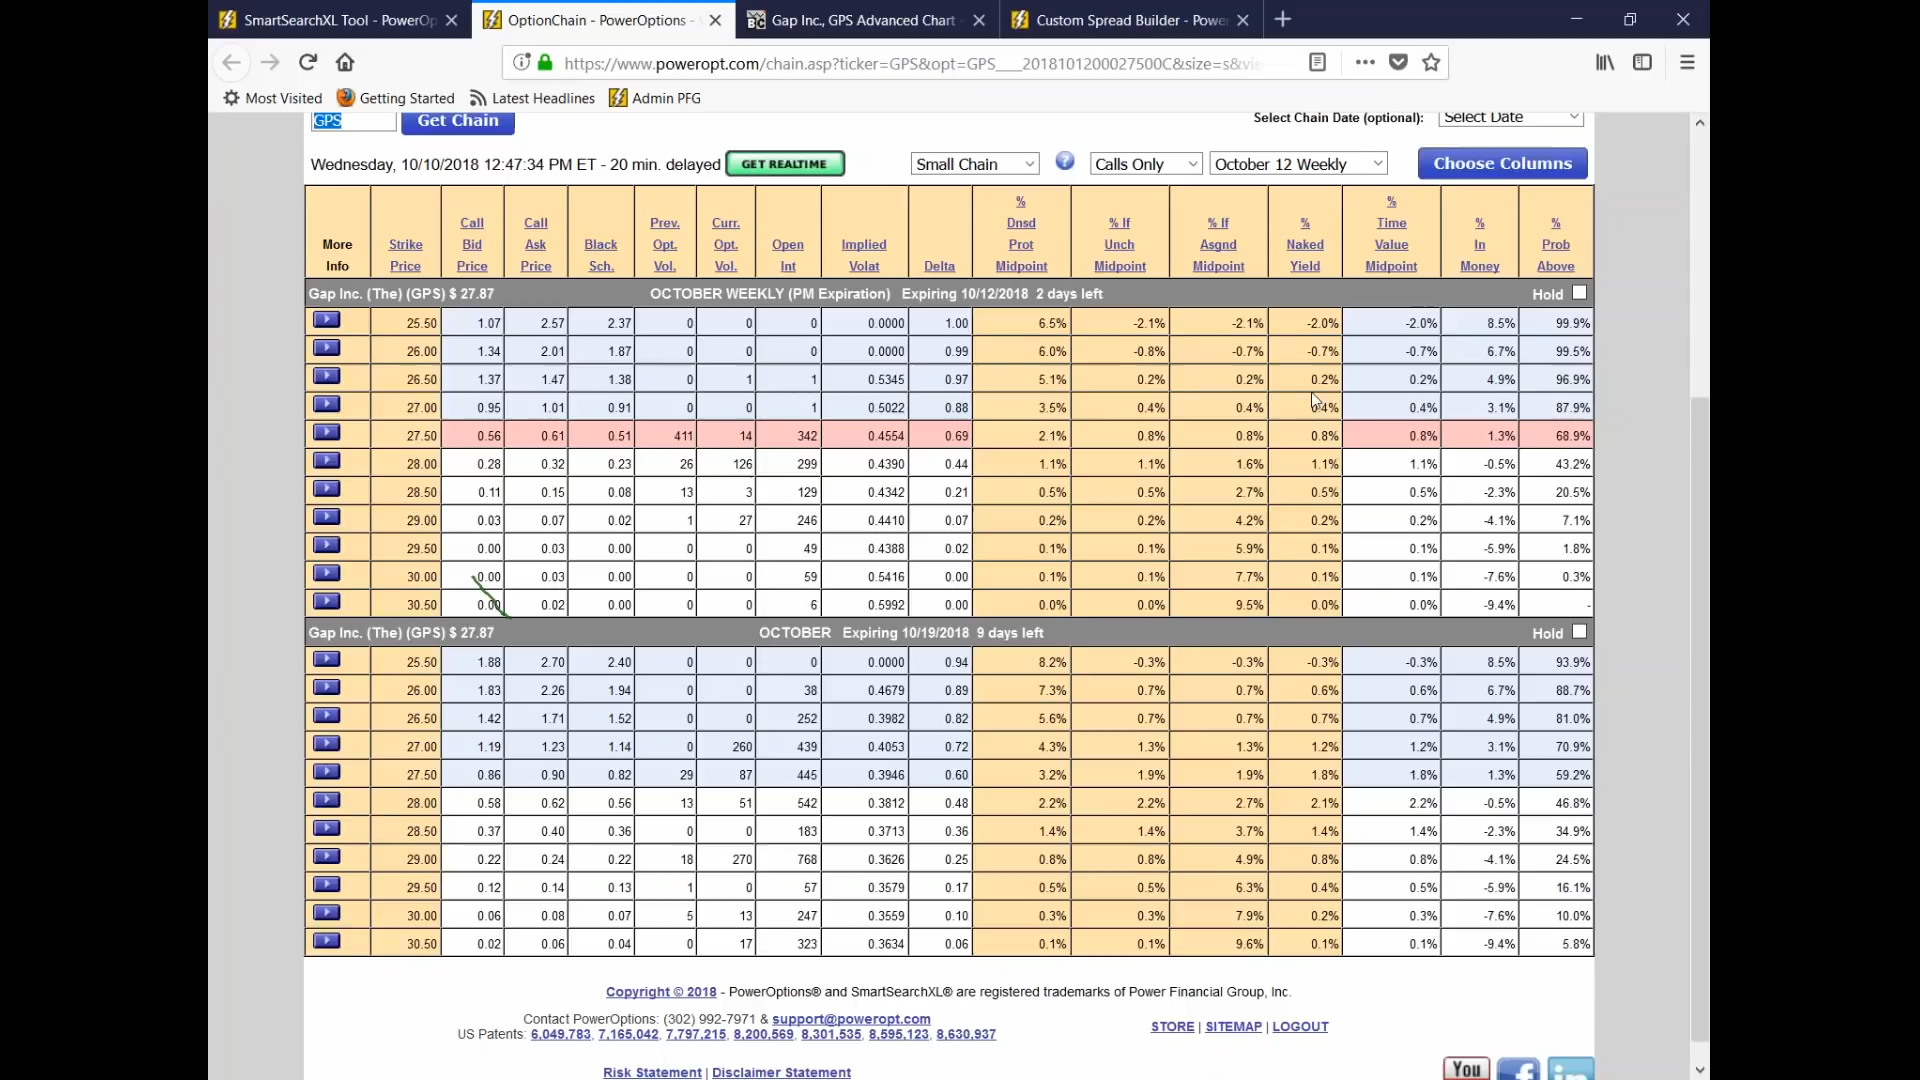 SmartSearchXL Tool - PowerOp
OptionChain - PowerOptions -
Gap Inc., GPS Advanced Chart
Custom Spread Builder - Powe
https://www.poweropt.com/chain.asp?ticker=GPS&opt=GPS___2018101200027500C&size=s&vi
Most Visited Getting Started Latest Headlines Admin PFG
GPS Get Chain Select Chain Date (optional): Select Date
Wednesday, 10/10/2018 12:47:34 PM ET - 20 min. delayed GET REALTIME Small Chain ? Calls Only October 12 Weekly Choose Columns
More Info Strike Price Call Bid Price Call Ask Price Black Sch. Prev. Opt. Vol. Curr. Opt. Vol. Open Int Implied Volat Delta % Dnsd Prot Midpoint % If Unch Midpoint % If Asgnd Midpoint % Naked Yield % Time Value Midpoint % In Money % Prob Above
Gap Inc. (The) (GPS) $ 27.87 OCTOBER WEEKLY (PM Expiration) Expiring 10/12/2018 2 days left Hold
25.50 1.07 2.57 2.37 0 0 0 0.0000 1.00 6.5% -2.1% -2.1% -2.0% -2.0% 8.5% 99.9%
26.00 1.34 2.01 1.87 0 0 0 0.0000 0.99 6.0% -0.8% -0.7% -0.7% -0.7% 6.7% 99.5%
26.50 1.37 1.47 1.38 0 1 1 0.5345 0.97 5.1% 0.2% 0.2% 0.2% 0.2% 4.9% 96.9%
27.00 0.95 1.01 0.91 0 0 1 0.5022 0.88 3.5% 0.4% 0.4% 0.4% 0.4% 3.1% 87.9%
27.50 0.56 0.61 0.51 411 14 342 0.4554 0.69 2.1% 0.8% 0.8% 0.8% 0.8% 1.3% 68.9%
28.00 0.28 0.32 0.23 26 126 299 0.4390 0.44 1.1% 1.1% 1.6% 1.1% 1.1% -0.5% 43.2%
28.50 0.11 0.15 0.08 13 3 129 0.4342 0.21 0.5% 0.5% 2.7% 0.5% 0.5% -2.3% 20.5%
29.00 0.03 0.07 0.02 1 27 246 0.4410 0.07 0.2% 0.2% 4.2% 0.2% 0.2% -4.1% 7.1%
29.50 0.00 0.03 0.00 0 0 49 0.4388 0.02 0.1% 0.1% 5.9% 0.1% 0.1% -5.9% 1.8%
30.00 0.00 0.03 0.00 0 0 59 0.5416 0.00 0.1% 0.1% 7.7% 0.1% 0.1% -7.6% 0.3%
30.50 0.00 0.02 0.00 0 0 6 0.5992 0.00 0.0% 0.0% 9.5% 0.0% 0.0% -9.4% -
Gap Inc. (The) (GPS) $ 27.87 OCTOBER Expiring 10/19/2018 9 days left Hold
25.50 1.88 2.70 2.40 0 0 0 0.0000 0.94 8.2% -0.3% -0.3% -0.3% -0.3% 8.5% 93.9%
26.00 1.83 2.26 1.94 0 0 38 0.4679 0.89 7.3% 0.7% 0.7% 0.6% 0.6% 6.7% 88.7%
26.50 1.42 1.71 1.52 0 0 252 0.3982 0.82 5.6% 0.7% 0.7% 0.7% 0.7% 4.9% 81.0%
27.00 1.19 1.23 1.14 0 260 439 0.4053 0.72 4.3% 1.3% 1.3% 1.2% 1.2% 3.1% 70.9%
27.50 0.86 0.90 0.82 29 87 445 0.3946 0.60 3.2% 1.9% 1.9% 1.8% 1.8% 1.3% 59.2%
28.00 0.58 0.62 0.56 13 51 542 0.3812 0.48 2.2% 2.2% 2.7% 2.1% 2.2% -0.5% 46.8%
28.50 0.37 0.40 0.36 0 0 183 0.3713 0.36 1.4% 1.4% 3.7% 1.4% 1.4% -2.3% 34.9%
29.00 0.22 0.24 0.22 18 270 768 0.3626 0.25 0.8% 0.8% 4.9% 0.8% 0.8% -4.1% 24.5%
29.50 0.12 0.14 0.13 1 0 57 0.3579 0.17 0.5% 0.5% 6.3% 0.4% 0.5% -5.9% 16.1%
30.00 0.06 0.08 0.07 5 13 247 0.3559 0.10 0.3% 0.3% 7.9% 0.2% 0.3% -7.6% 10.0%
30.50 0.02 0.06 0.04 0 17 323 0.3634 0.06 0.1% 0.1% 9.6% 0.1% 0.1% -9.4% 5.8%
Copyright © 2018 - PowerOptions® and SmartSearchXL® are registered trademarks of Power Financial Group, Inc.
Contact PowerOptions: (302) 992-7971 & support@poweropt.com
US Patents: 6,049,783, 7,165,042, 7,797,215, 8,200,569, 8,301,535, 8,595,123, 8,630,937
STORE | SITEMAP | LOGOUT
Risk Statement | Disclaimer Statement
You f in